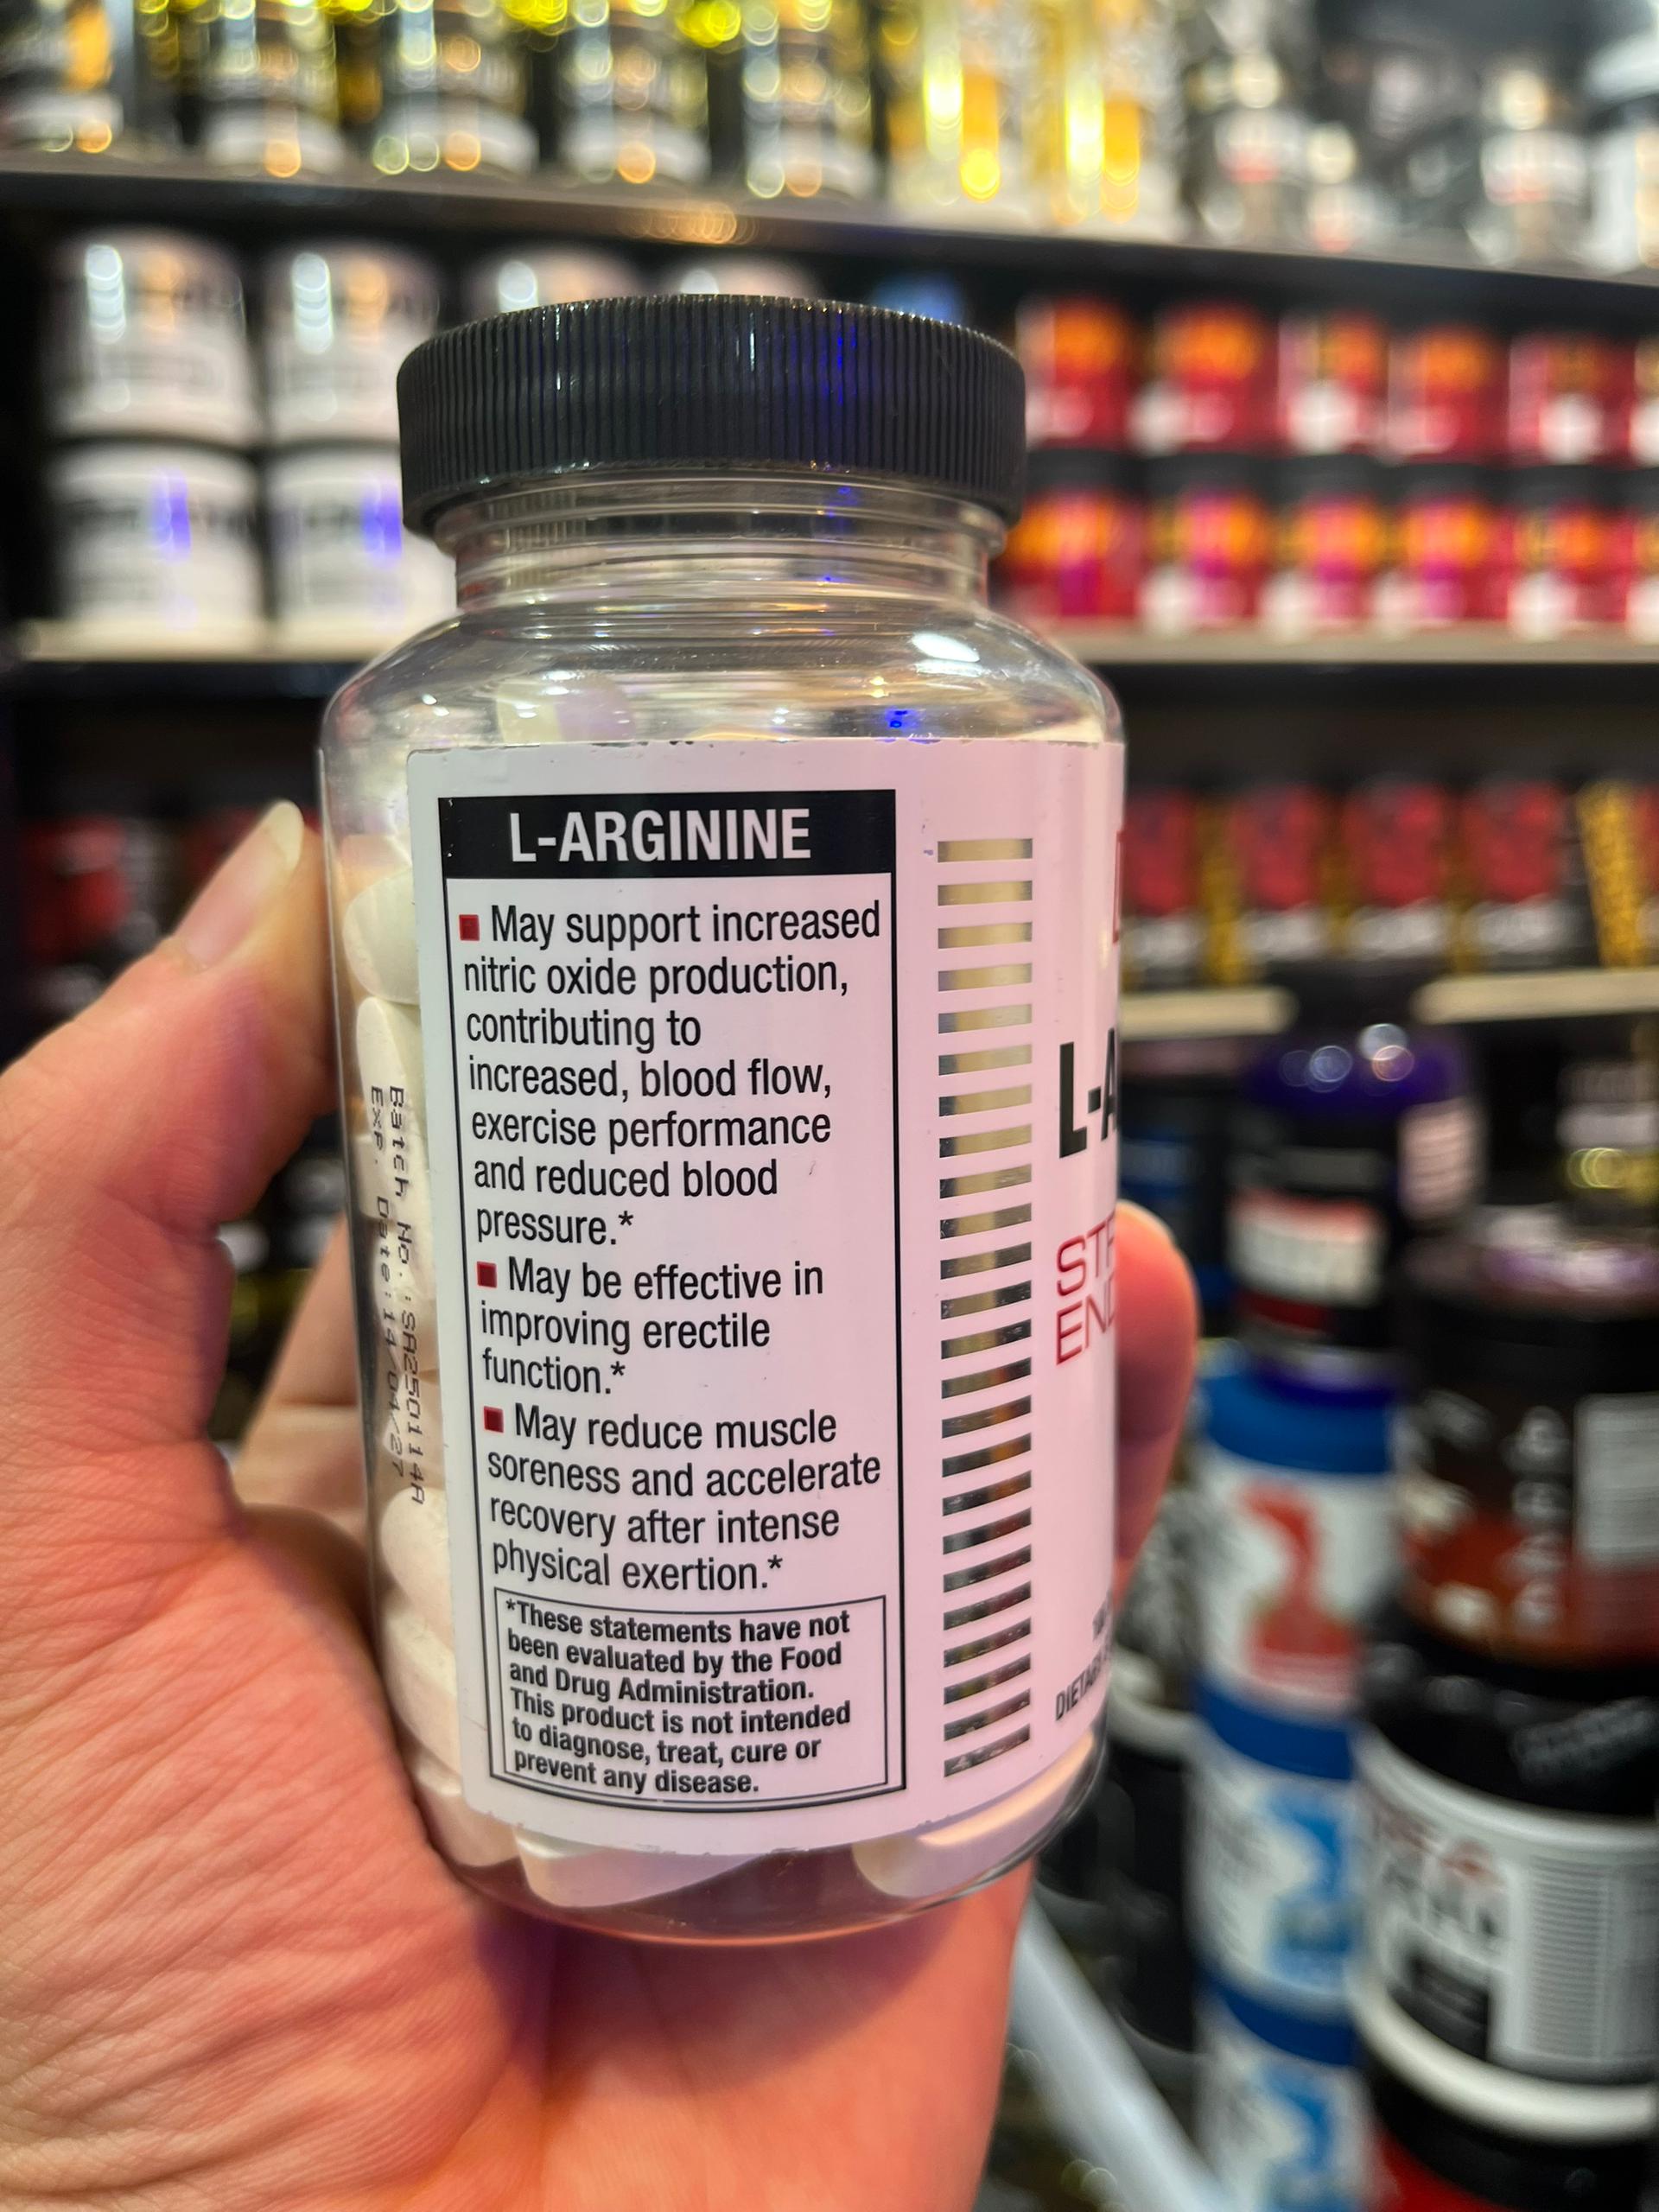 L-ARGININE
■ May support increased
nitric oxide production,
contributing to
increased, blood flow,
exercise performance
and reduced blood
pressure.*
■ May be effective in
improving erectile
function.*
■ May reduce muscle
soreness and accelerate
recovery after intense
physical exertion.*
*These statements have not
been evaluated by the Food
and Drug Administration.
This product is not intended
to diagnose, treat, cure or
prevent any disease.
Batch No.:SA250114A
Exp. Date:14/04/27
L-A
STR
END